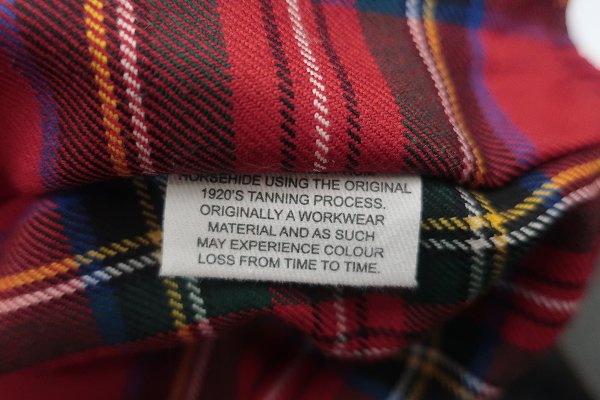 HORSEHIDE USING THE ORIGINAL
1920'S TANNING PROCESS.
ORIGINALLY A WORKWEAR
MATERIAL AND AS SUCH
MAY EXPERIENCE COLOUR
LOSS FROM TIME TO TIME.